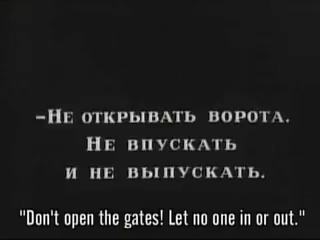 –НЕ ОТКРЫВАТЬ ВОРОТА.
НЕ ВПУСКАТЬ
И НЕ ВЫПУСКАТЬ.
"Don't open the gates! Let no one in or out."